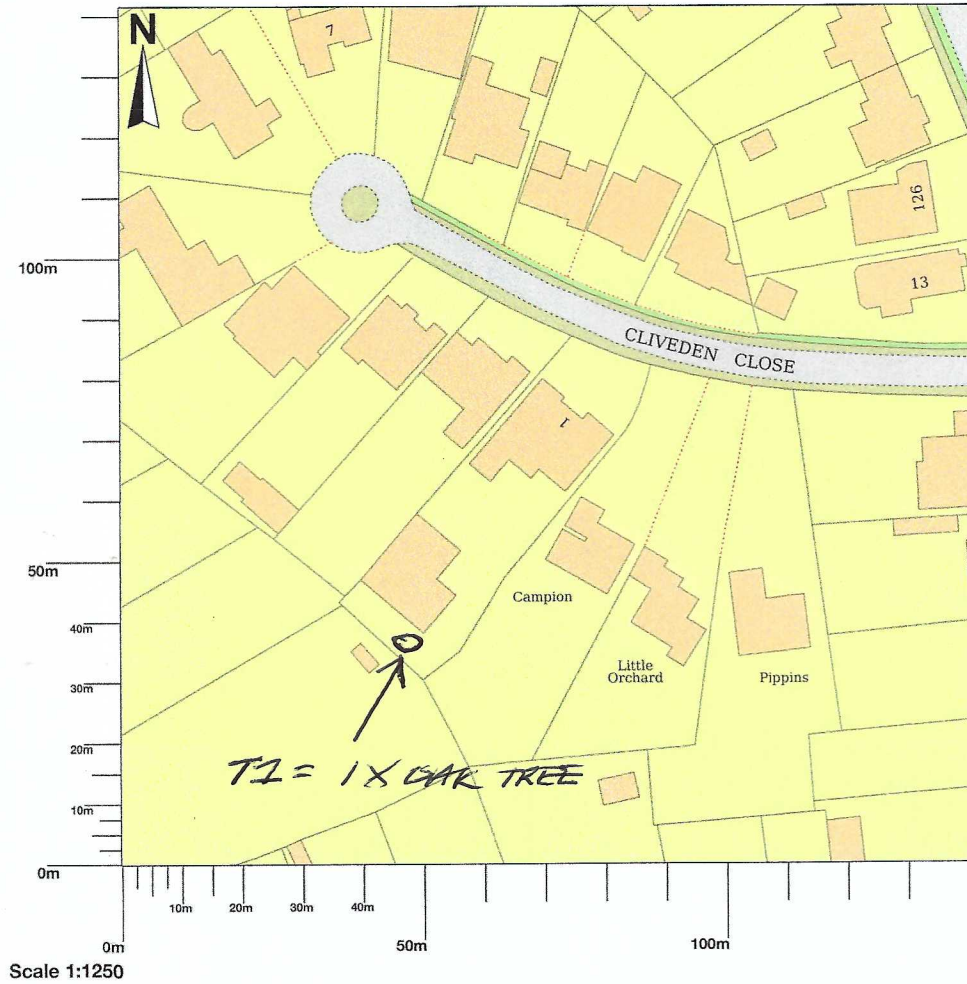 N
7
126
13
CLIVEDEN CLOSE
1
100m
50m
Campion
40m
Little
Orchard
Pippins
30m
20m
T1 = 1 X OAK TREE
10m
0m
10m
20m
30m
40m
0m
50m
100m
Scale 1:1250